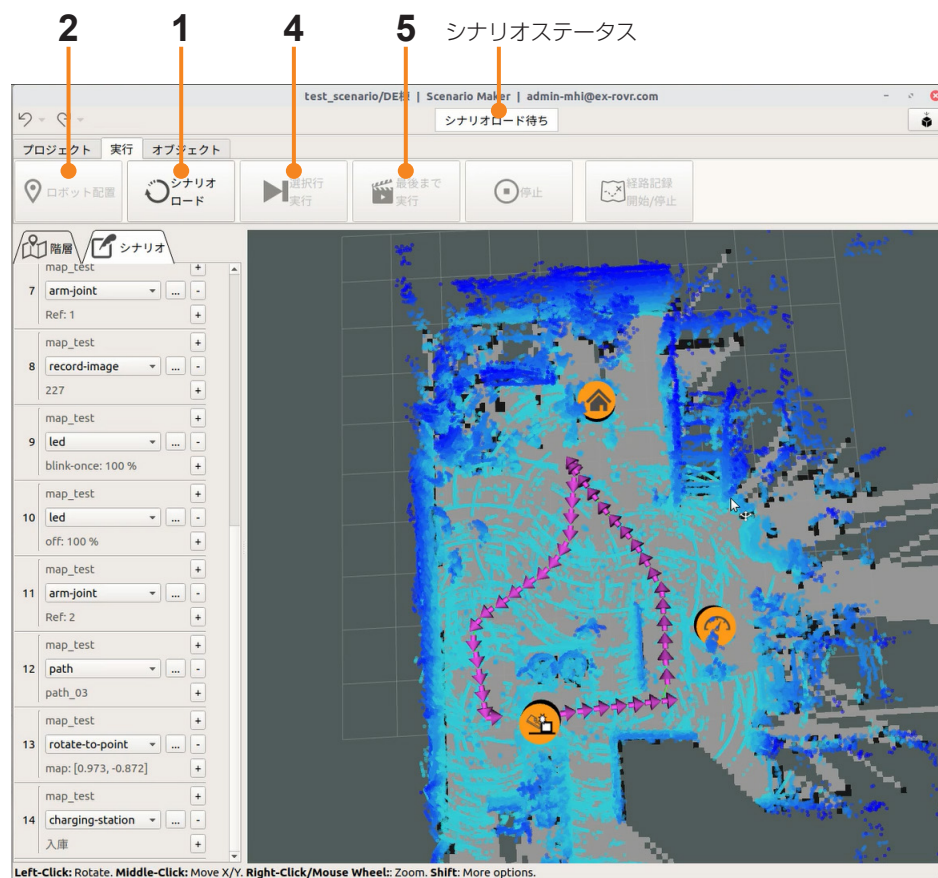 2 1 4 5 シナリオステータス
test_scenario/DE棟 | Scenario Maker | admin-mhi@ex-rovr.com
シナリオロード待ち
プロジェクト 実行 オブジェクト
ロボット配置
シナリオ
ロード
選択行
実行
最後まで
実行
停止
経路記録
開始/停止
階層 シナリオ
map_test +
7 arm-joint ... -
Ref: 1 +
map_test +
8 record-image ... -
227 +
map_test +
9 led ... -
blink-once: 100 % +
map_test +
10 led ... -
off: 100 % +
map_test +
11 arm-joint ... -
Ref: 2 +
map_test +
12 path ... -
path_03 +
map_test +
13 rotate-to-point ... -
map: [0.973, -0.872] +
map_test +
14 charging-station ... -
入庫 +
Left-Click: Rotate. Middle-Click: Move X/Y. Right-Click/Mouse Wheel:: Zoom. Shift: More options.